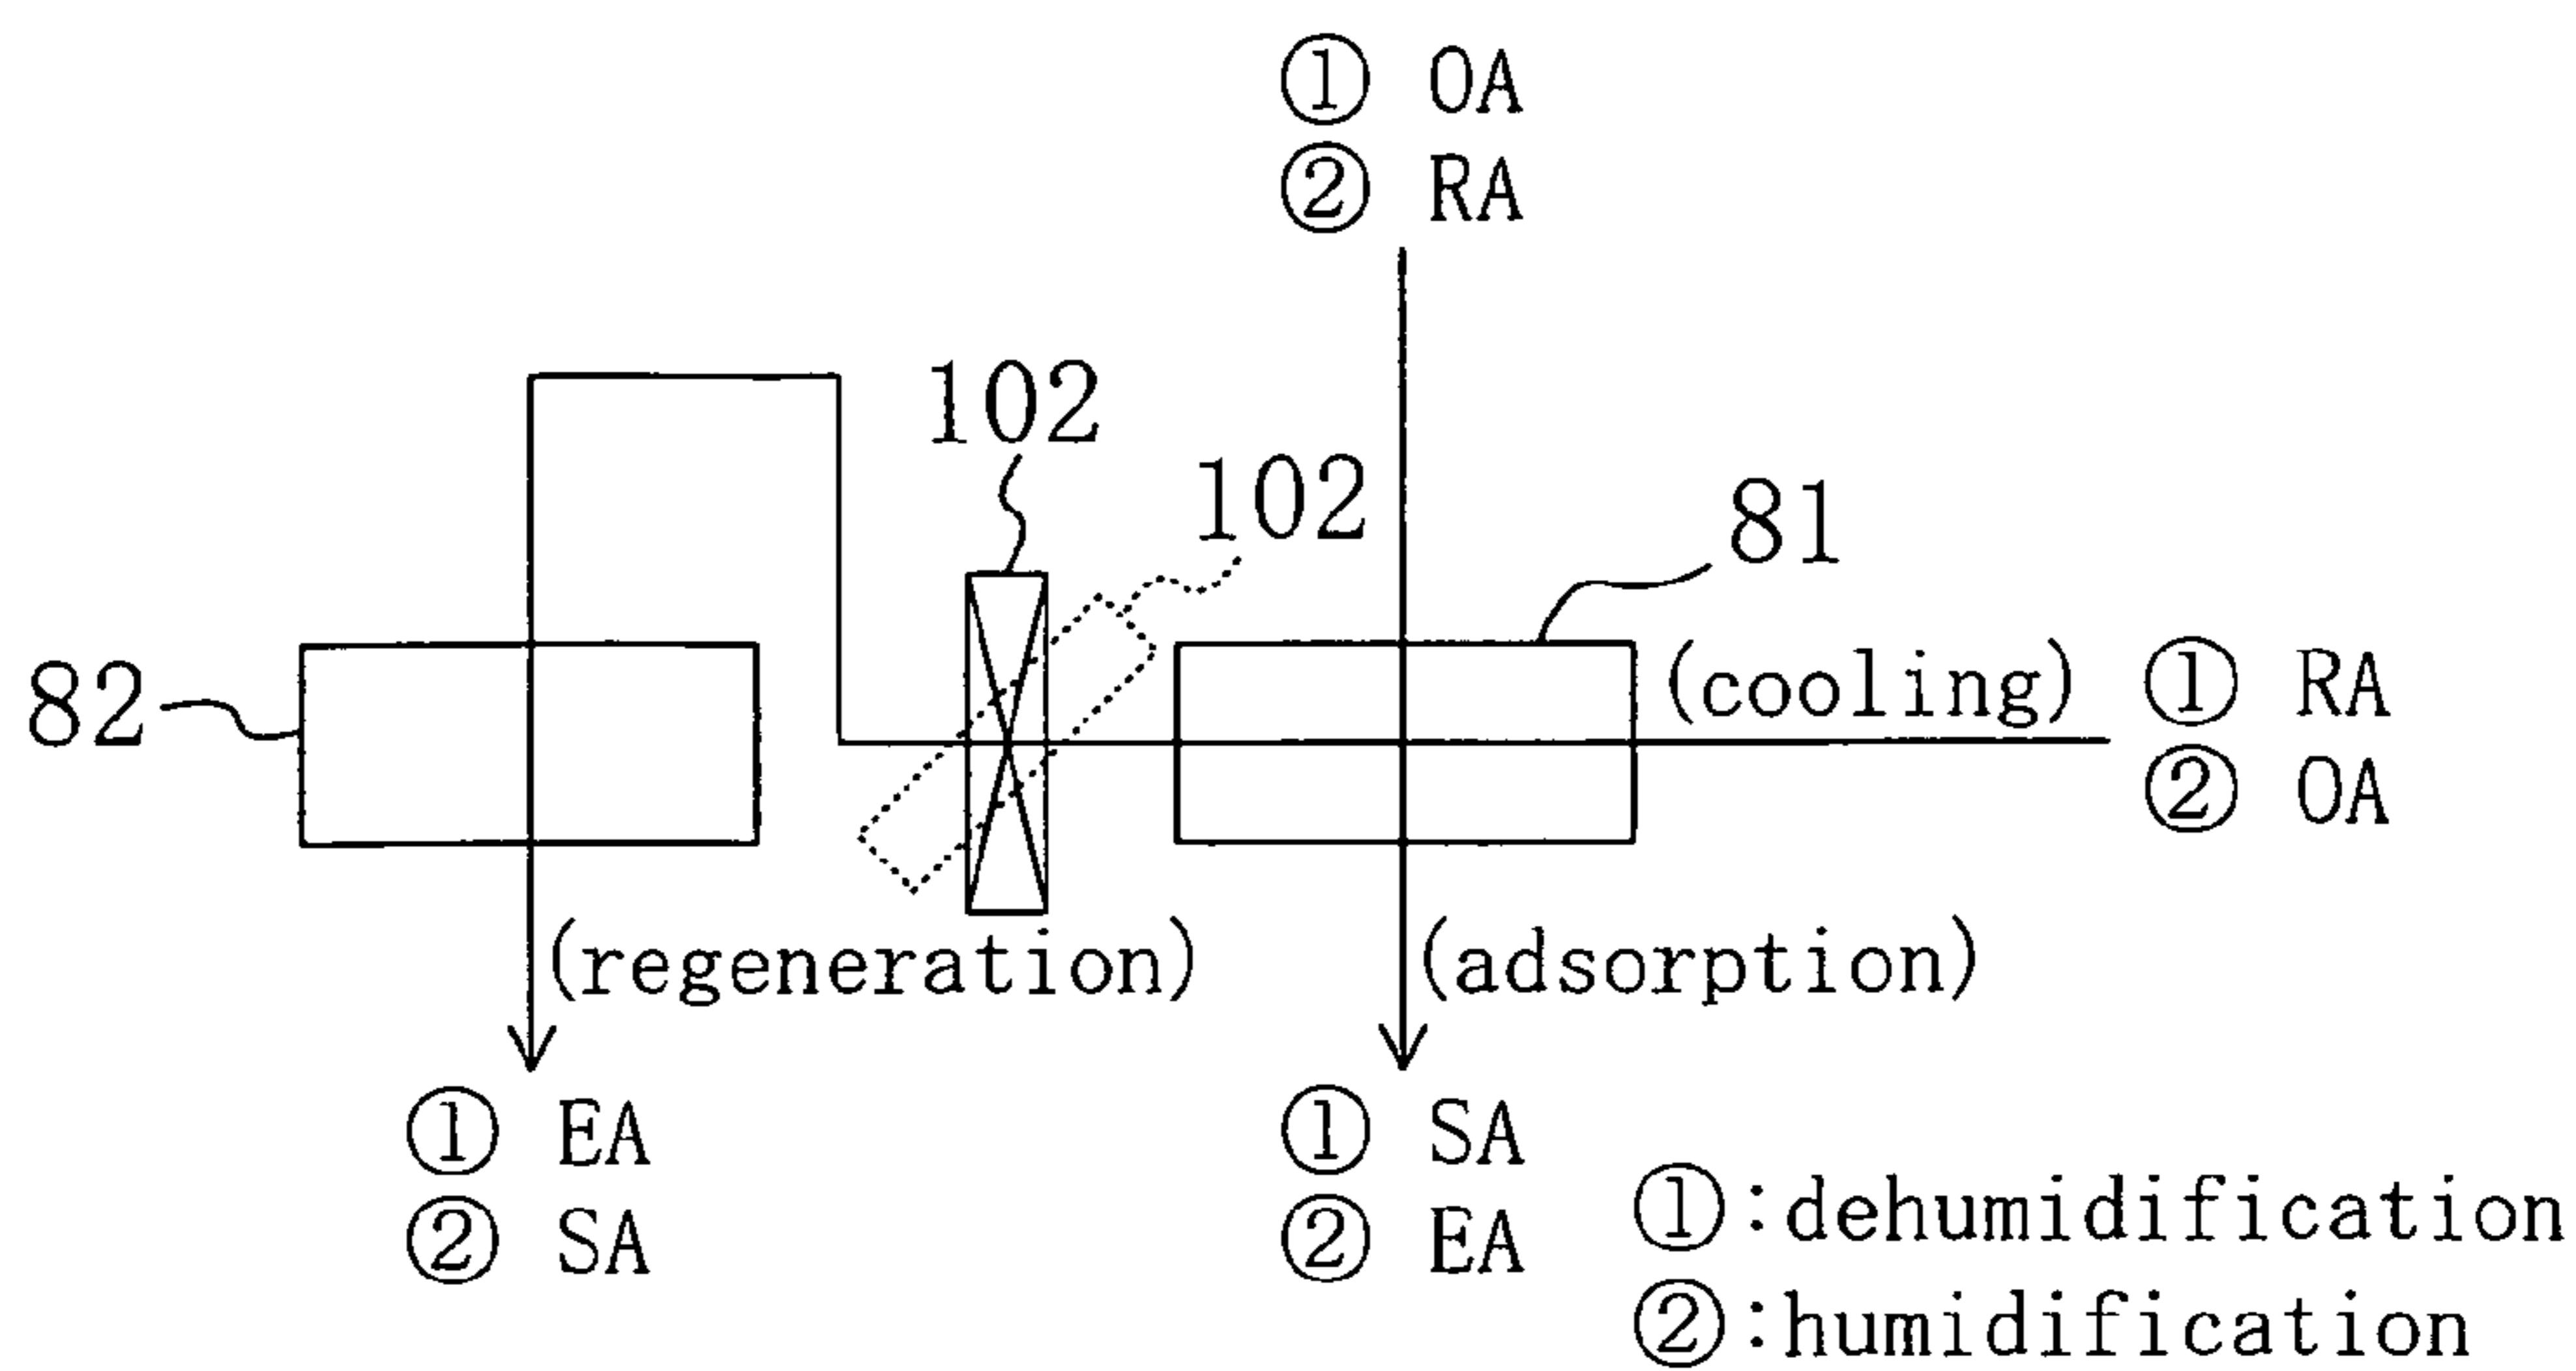 ① OA
② RA
102
102
81
82
(cooling)
① RA
② OA
(regeneration)
(adsorption)
① EA
② SA
① SA
② EA
①:dehumidification
②:humidification